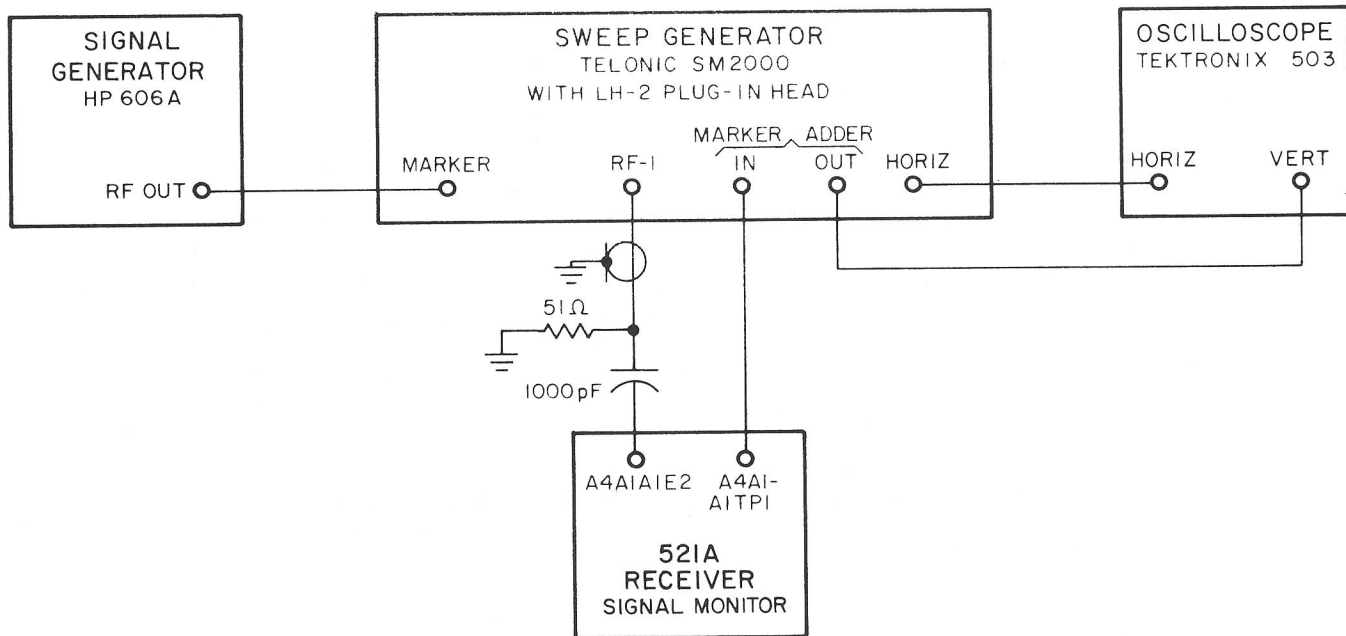 SIGNAL
GENERATOR
HP 606A
RF OUT
SWEEP GENERATOR
TELONIC SM2000
WITH LH-2 PLUG-IN HEAD
MARKER
RF-1
MARKER ADDER
IN
OUT
HORIZ
OSCILLOSCOPE
TEKTRONIX 503
HORIZ
VERT
51Ω
1000pF
A4A1A1E2
A4A1-
A1TP1
521A
RECEIVER
SIGNAL MONITOR